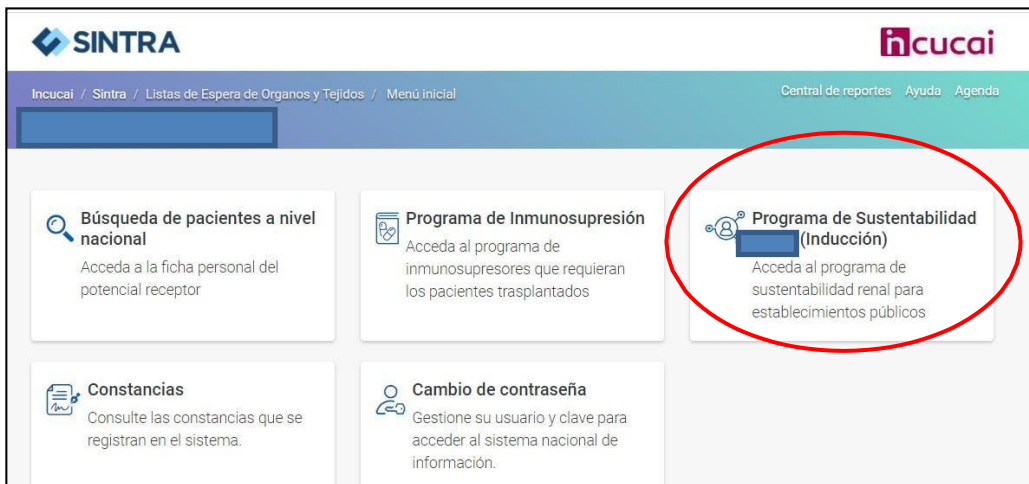 SINTRA
incucai
Incucai / Sintra / Listas de Espera de Organos y Tejidos / Menú inicial
Central de reportes Ayuda Agenda
Búsqueda de pacientes a nivel
nacional
Acceda a la ficha personal del
potencial receptor
Programa de Inmunosupresión
Acceda al programa de
inmunosupresores que requieran
los pacientes trasplantados
Programa de Sustentabilidad
(Inducción)
Acceda al programa de
sustentabilidad renal para
establecimientos públicos
Constancias
Consulte las constancias que se
registran en el sistema.
Cambio de contraseña
Gestione su usuario y clave para
acceder al sistema nacional de
información.